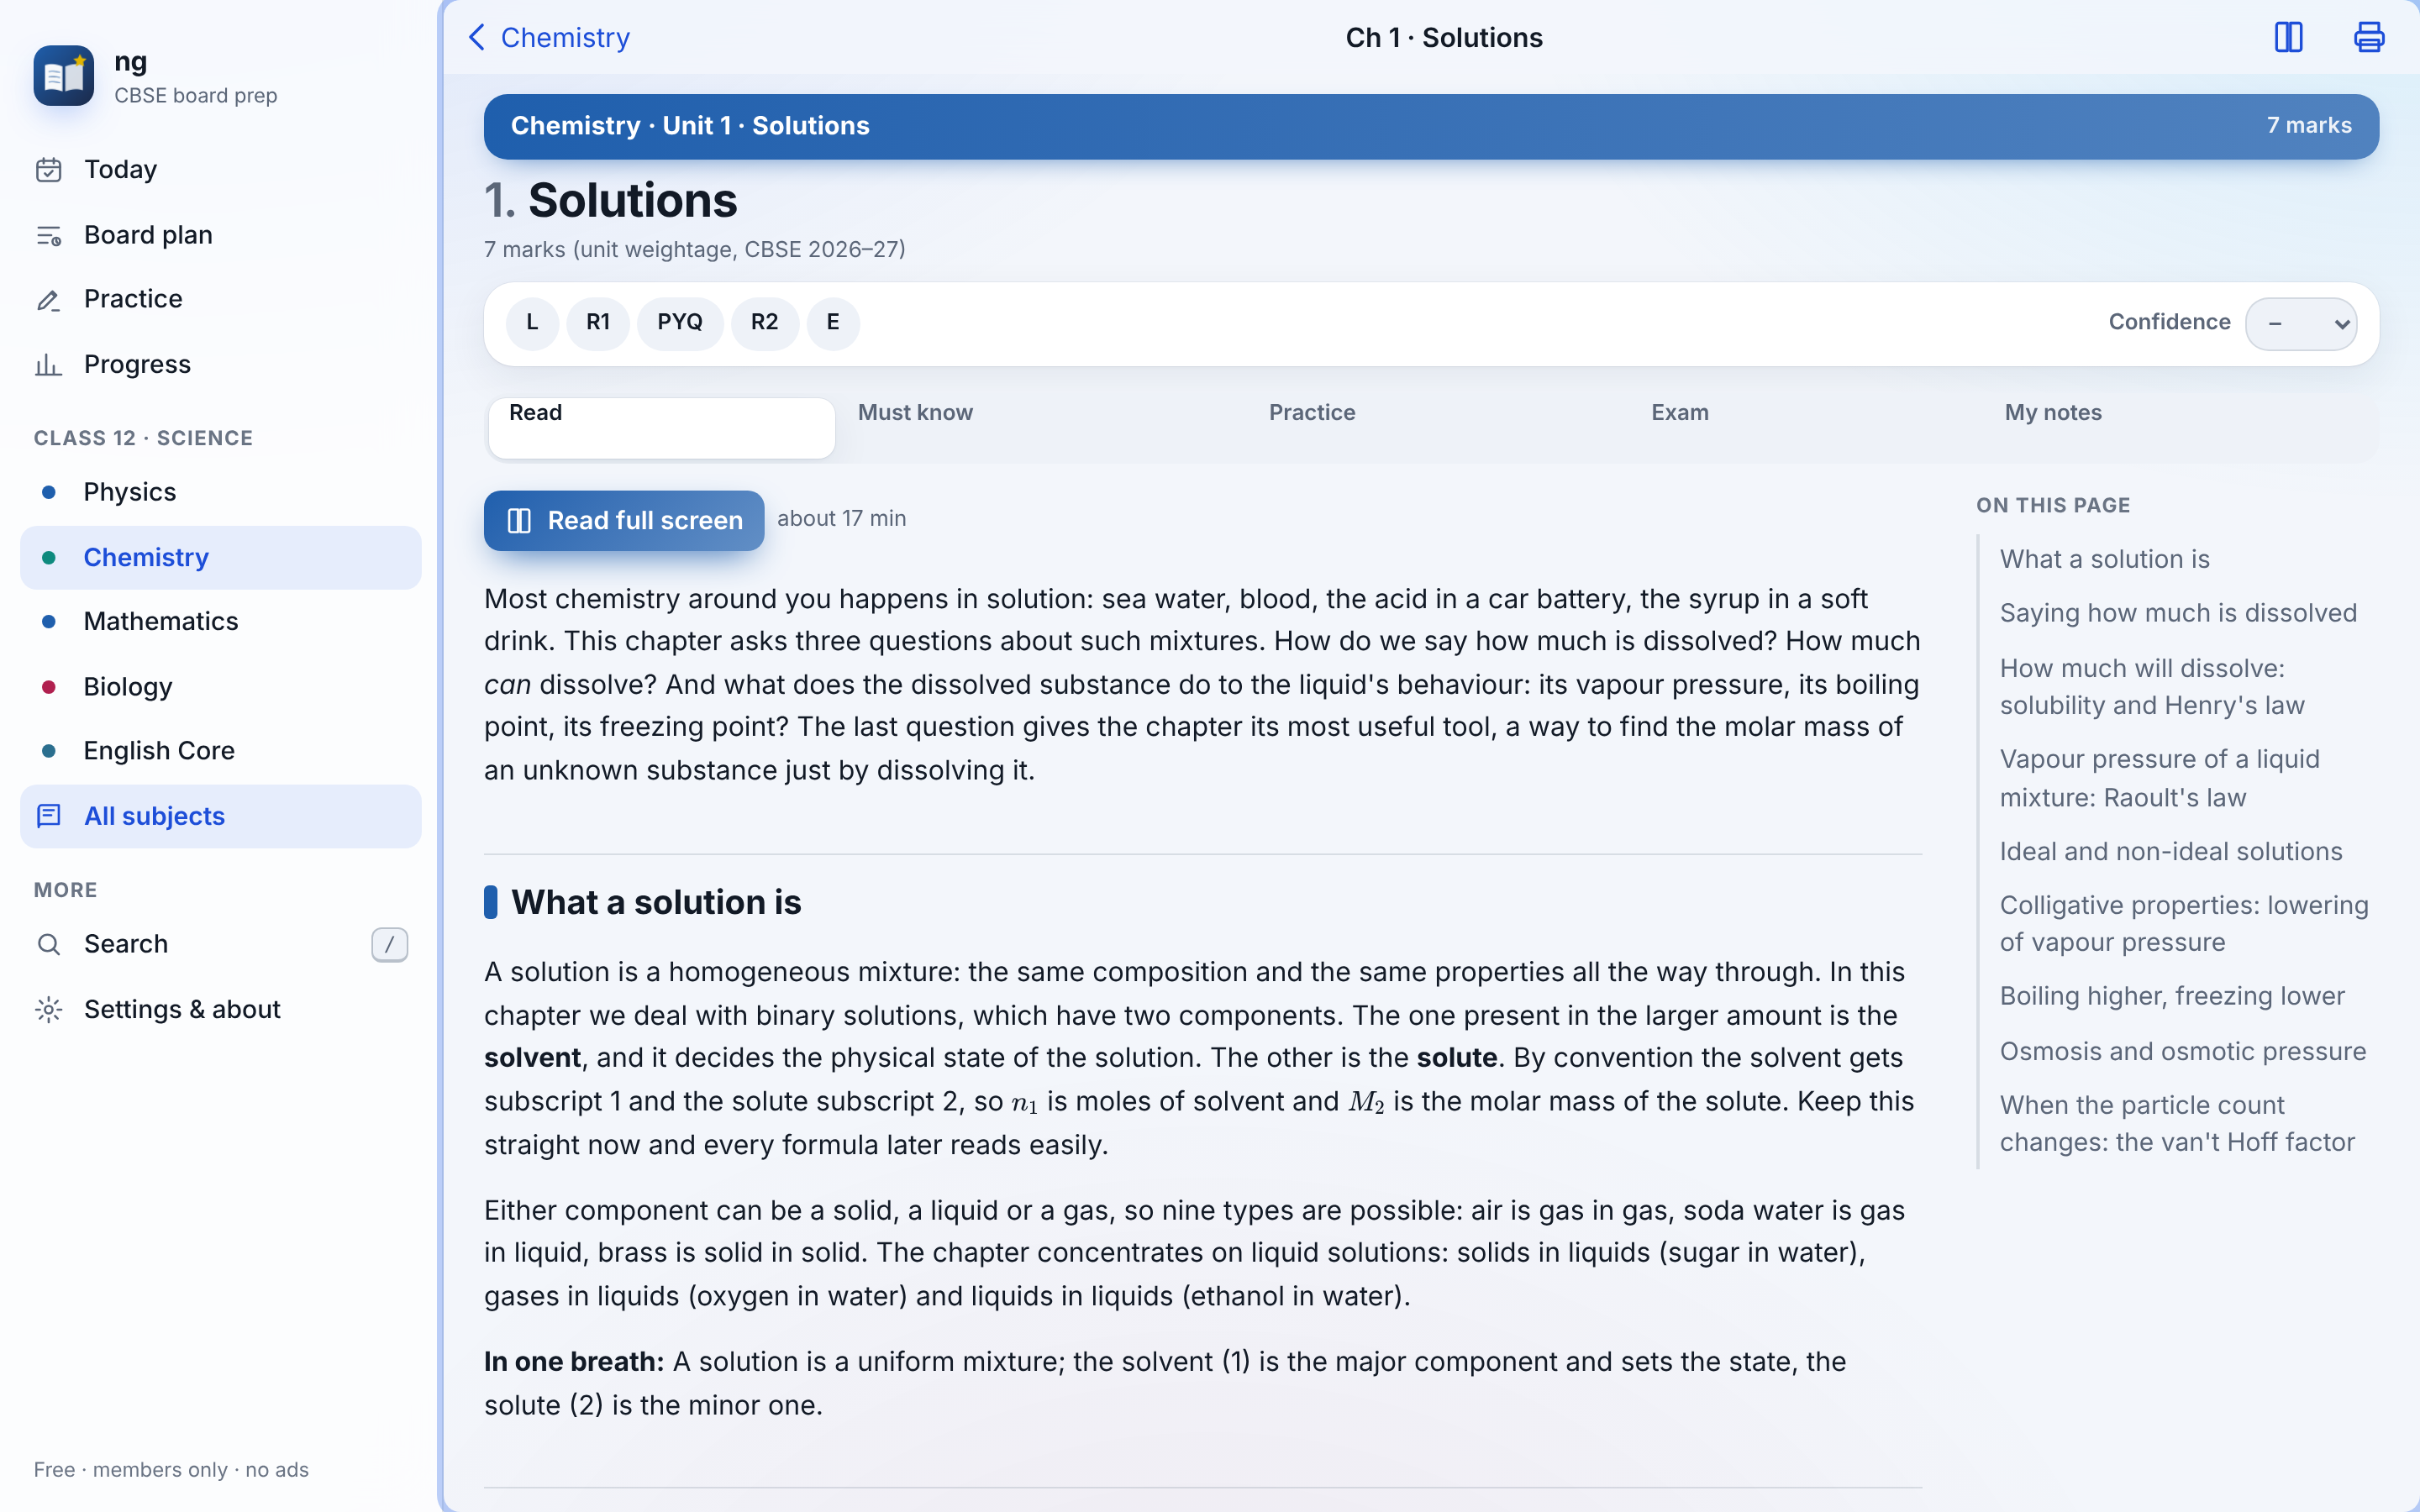 ng
CBSE board prep
Today
Board plan
Practice
Progress
CLASS 12 · SCIENCE
Physics
Chemistry
Mathematics
Biology
English Core
All subjects
MORE
Search /
Settings & about
Free · members only · no ads
Chemistry
Ch 1 · Solutions
Chemistry · Unit 1 · Solutions
7 marks
1. Solutions
7 marks (unit weightage, CBSE 2026–27)
L R1 PYQ R2 E
Confidence –
Read Must know Practice Exam My notes
Read full screen about 17 min
Most chemistry around you happens in solution: sea water, blood, the acid in a car battery, the syrup in a soft
drink. This chapter asks three questions about such mixtures. How do we say how much is dissolved? How much
can dissolve? And what does the dissolved substance do to the liquid's behaviour: its vapour pressure, its boiling
point, its freezing point? The last question gives the chapter its most useful tool, a way to find the molar mass of
an unknown substance just by dissolving it.
What a solution is
A solution is a homogeneous mixture: the same composition and the same properties all the way through. In this
chapter we deal with binary solutions, which have two components. The one present in the larger amount is the
solvent, and it decides the physical state of the solution. The other is the solute. By convention the solvent gets
subscript 1 and the solute subscript 2, so n₁ is moles of solvent and M₂ is the molar mass of the solute. Keep this
straight now and every formula later reads easily.
Either component can be a solid, a liquid or a gas, so nine types are possible: air is gas in gas, soda water is gas
in liquid, brass is solid in solid. The chapter concentrates on liquid solutions: solids in liquids (sugar in water),
gases in liquids (oxygen in water) and liquids in liquids (ethanol in water).
In one breath: A solution is a uniform mixture; the solvent (1) is the major component and sets the state, the
solute (2) is the minor one.
ON THIS PAGE
What a solution is
Saying how much is dissolved
How much will dissolve:
solubility and Henry's law
Vapour pressure of a liquid
mixture: Raoult's law
Ideal and non-ideal solutions
Colligative properties: lowering
of vapour pressure
Boiling higher, freezing lower
Osmosis and osmotic pressure
When the particle count
changes: the van't Hoff factor